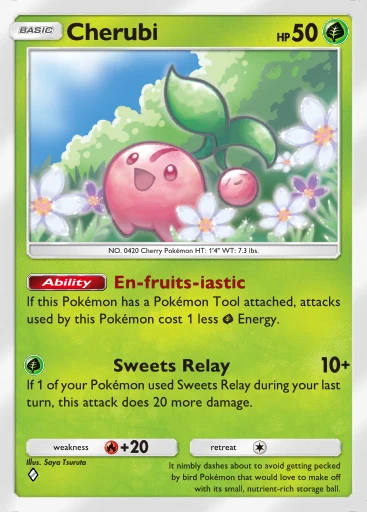 BASIC
Cherubi
HP 50
NO. 0420 Cherry Pokémon HT: 1'4" WT: 7.3 lbs.
Ability En-fruits-iastic
If this Pokémon has a Pokémon Tool attached, attacks
used by this Pokémon cost 1 less Energy.
Sweets Relay 10+
If 1 of your Pokémon used Sweets Relay during your last
turn, this attack does 20 more damage.
weakness +20 retreat
Illus. Saya Tsuruta
It nimbly dashes about to avoid getting pecked
by bird Pokémon that would love to make off
with its small, nutrient-rich storage ball.